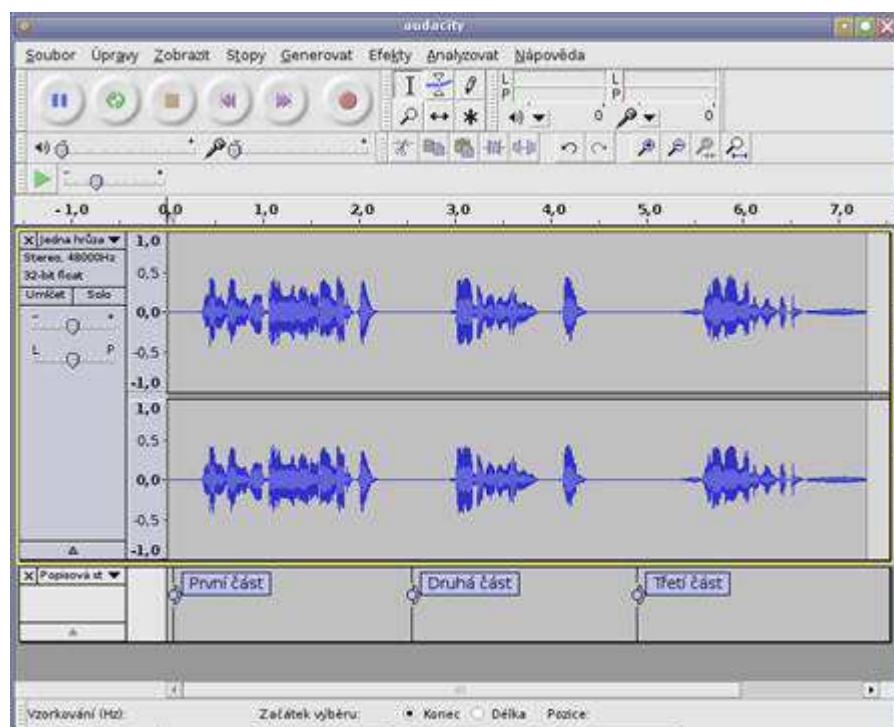 audacity
Soubor Úpravy Zobrazit Stopy Generovat Efekty Analyzovat Nápověda
L L
P P
0 0
- 1,0 0,0 1,0 2,0 3,0 4,0 5,0 6,0 7,0
Jedna hrůza
Stereo, 48000Hz
32-bit float
Umlčet Solo
- +
L P
1,0
0,5
0,0
-0,5
-1,0
1,0
0,5
0,0
-0,5
-1,0
Popisová st
První část Druhá část Třetí část
Vzorkování (Hz): Začátek výběru: Konec Délka Pozice: